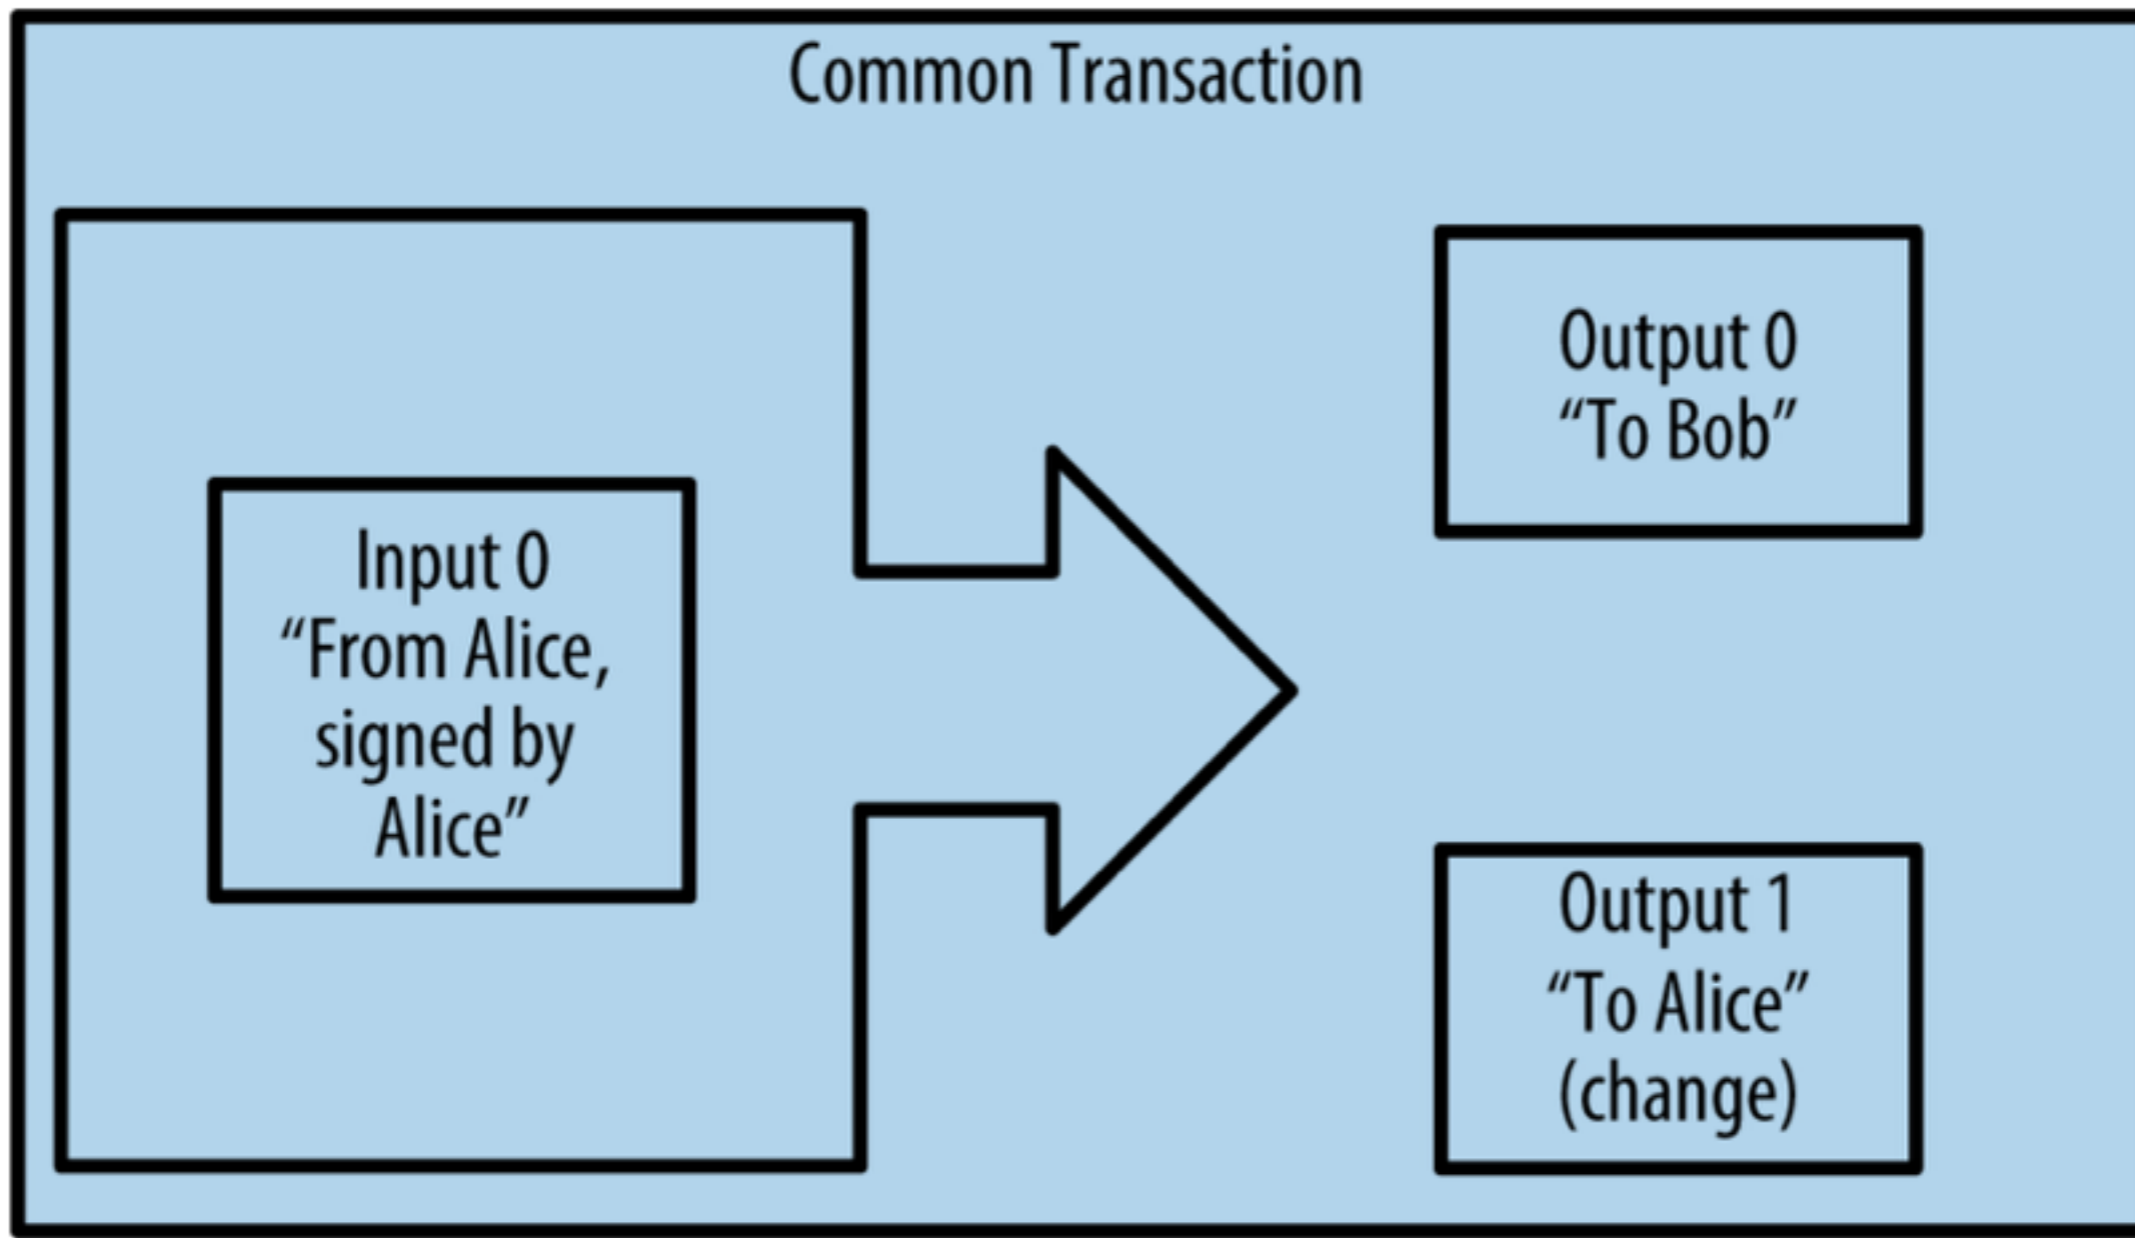 Common Transaction
Input 0
“From Alice,
signed by
Alice”
Output 0
“To Bob”
Output 1
“To Alice”
(change)